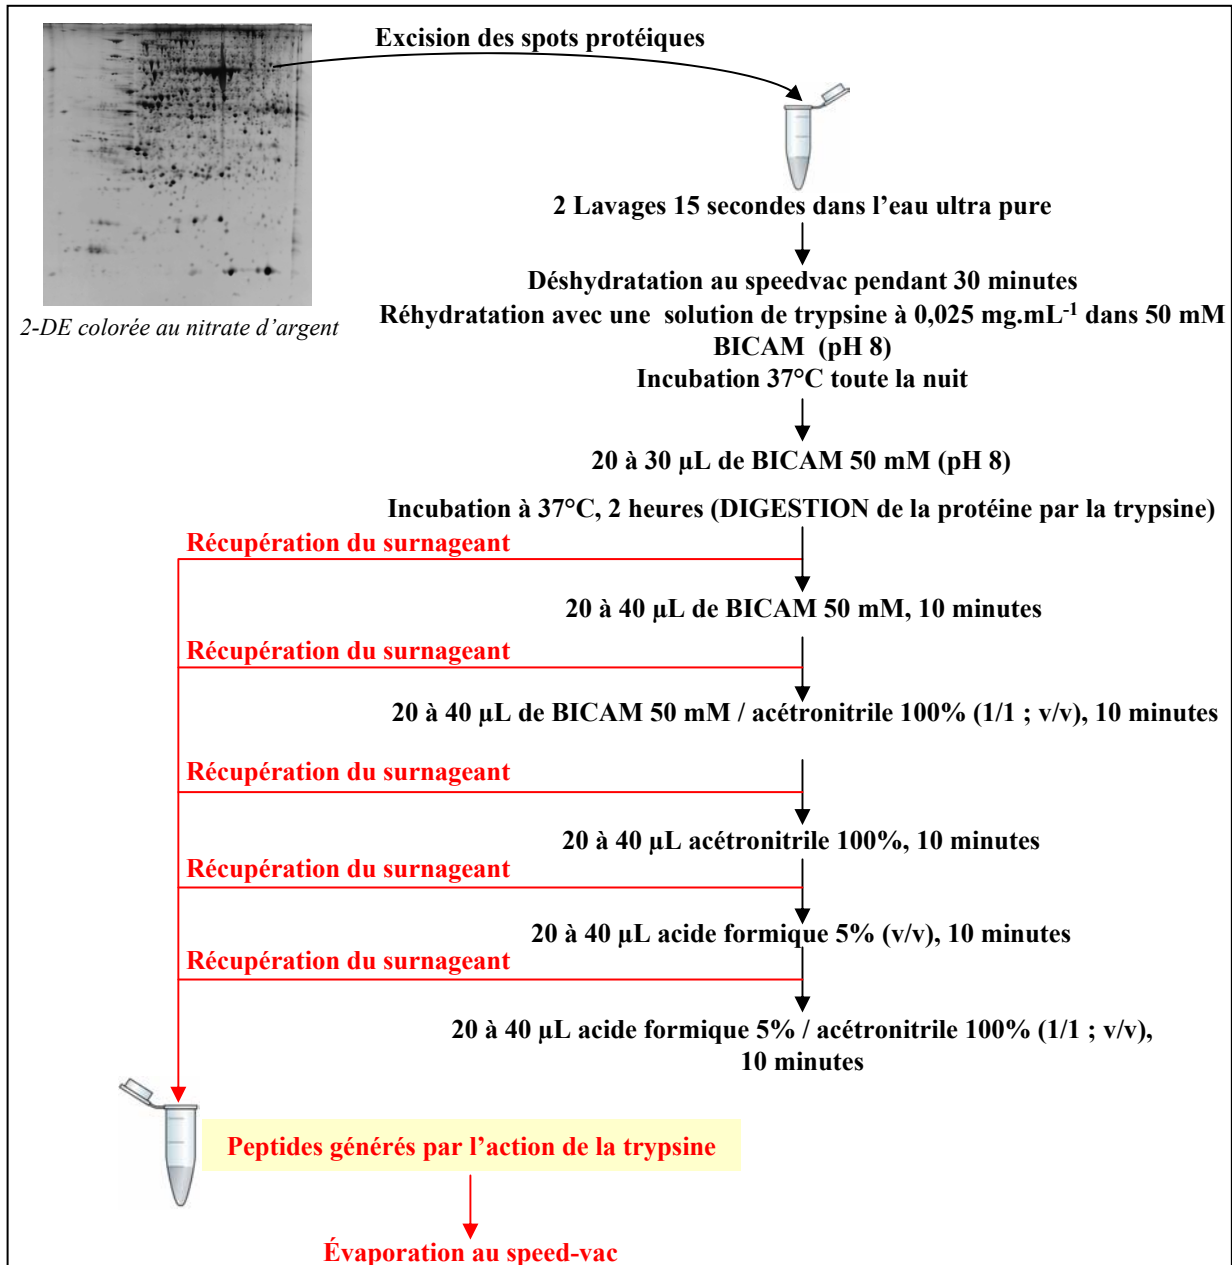 Excision des spots protéiques
2 Lavages 15 secondes dans l’eau ultra pure
2-DE colorée au nitrate d’argent
Déshydratation au speedvac pendant 30 minutes
Réhydratation avec une solution de trypsine à 0,025 mg.mL⁻¹ dans 50 mM
BICAM (pH 8)
Incubation 37°C toute la nuit
20 à 30 µL de BICAM 50 mM (pH 8)
Incubation à 37°C, 2 heures (DIGESTION de la protéine par la trypsine)
Récupération du surnageant
20 à 40 µL de BICAM 50 mM, 10 minutes
Récupération du surnageant
20 à 40 µL de BICAM 50 mM / acétronitrile 100% (1/1 ; v/v), 10 minutes
Récupération du surnageant
20 à 40 µL acétronitrile 100%, 10 minutes
Récupération du surnageant
20 à 40 µL acide formique 5% (v/v), 10 minutes
Récupération du surnageant
20 à 40 µL acide formique 5% / acétronitrile 100% (1/1 ; v/v),
10 minutes
Peptides générés par l’action de la trypsine
Évaporation au speed-vac